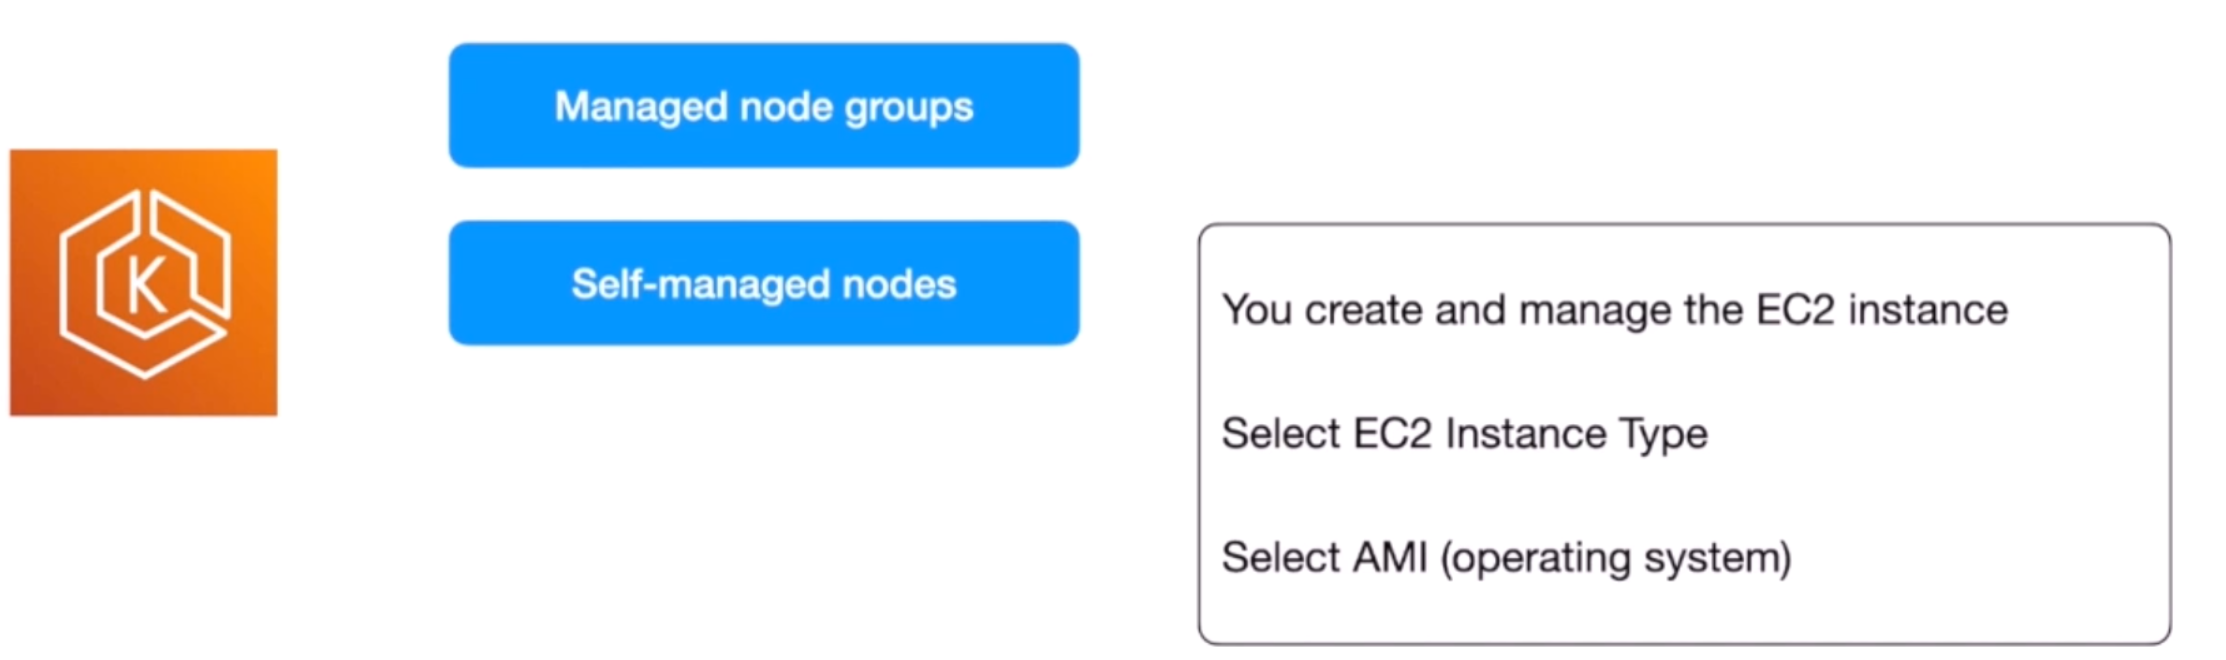 Managed node groups
K
Self-managed nodes
You create and manage the EC2 instance
Select EC2 Instance Type
Select AMI (operating system)